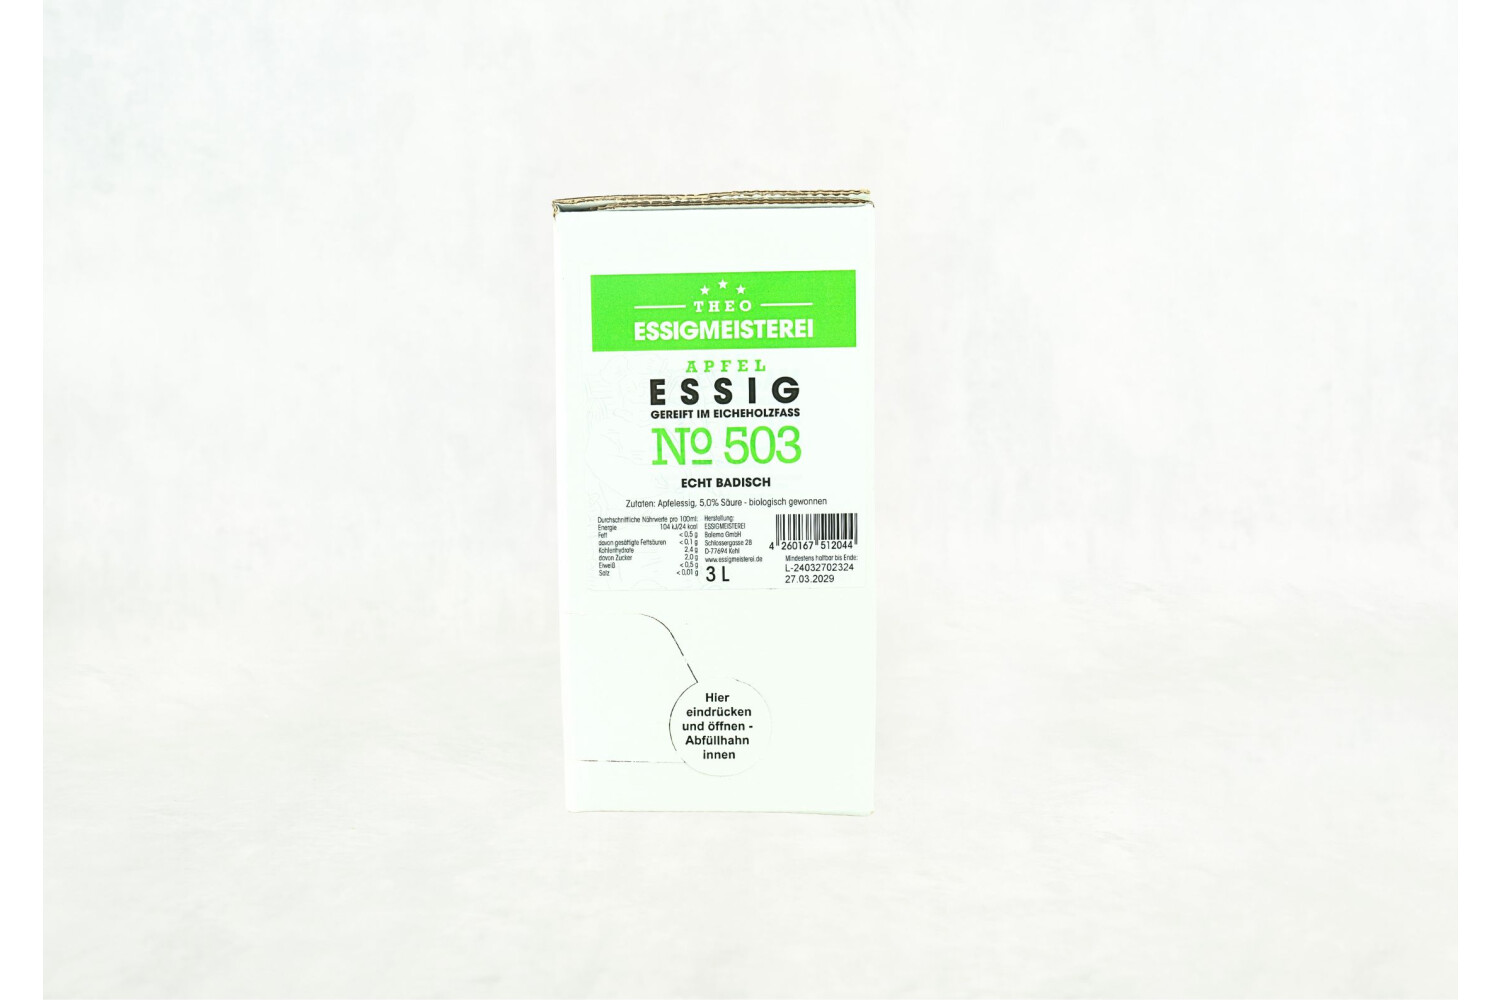 THEO
ESSIGMEISTEREI
APFEL
ESSIG
GEREIFT IM EICHEHOLZFASS
No 503
ECHT BADISCH
Zutaten: Apfelessig, 5,0% Säure - biologisch gewonnen
Durchschnittliche Nährwerte pro 100ml:
Energie 104 kJ/24 kcal
Fett < 0,5 g
davon gesättigte Fettsäuren < 0,1 g
Kohlenhydrate 2,4 g
davon Zucker 2,0 g
Eiweiß < 0,5 g
Salz < 0,01 g
Herstellung:
ESSIGMEISTEREI
Balema GmbH
Schlossergasse 28
D-77694 Kehl
www.essigmeisterei.de
3 L
4 260167 512044
Mindestens haltbar bis Ende:
L-24032702324
27.03.2029
Hier
eindrücken
und öffnen -
Abfüllhahn
innen